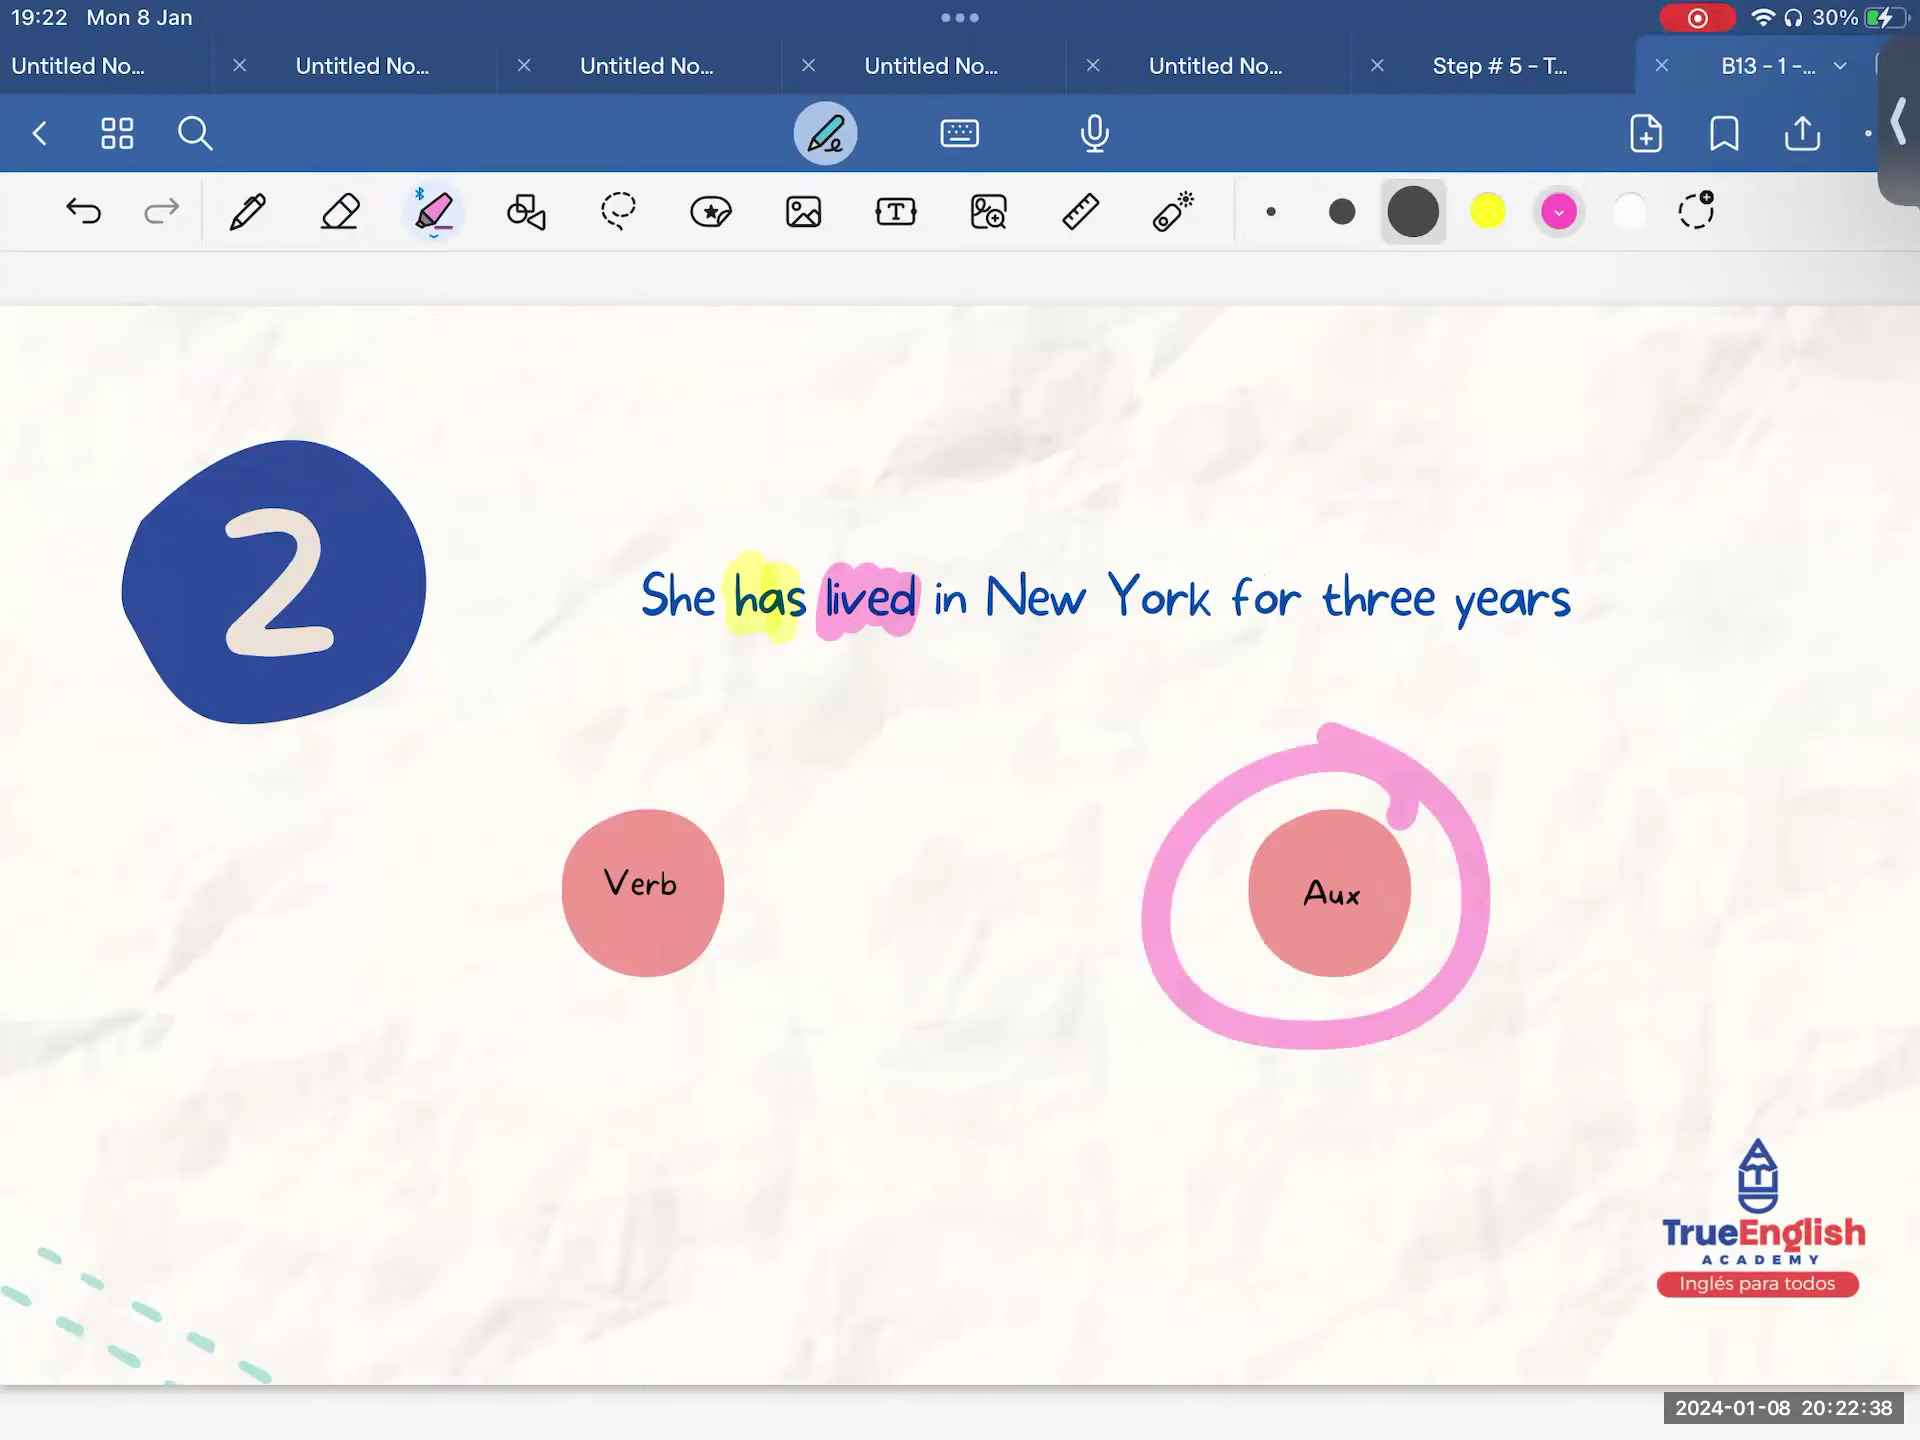 19:22 Mon 8 Jan
30%
Untitled No... Untitled No... Untitled No... Untitled No... Untitled No... Step # 5 - T... B13 - 1 -...
2
She has lived in New York for three years
Verb
Aux
TrueEnglish
ACADEMY
Inglés para todos
2024-01-08 20:22:38